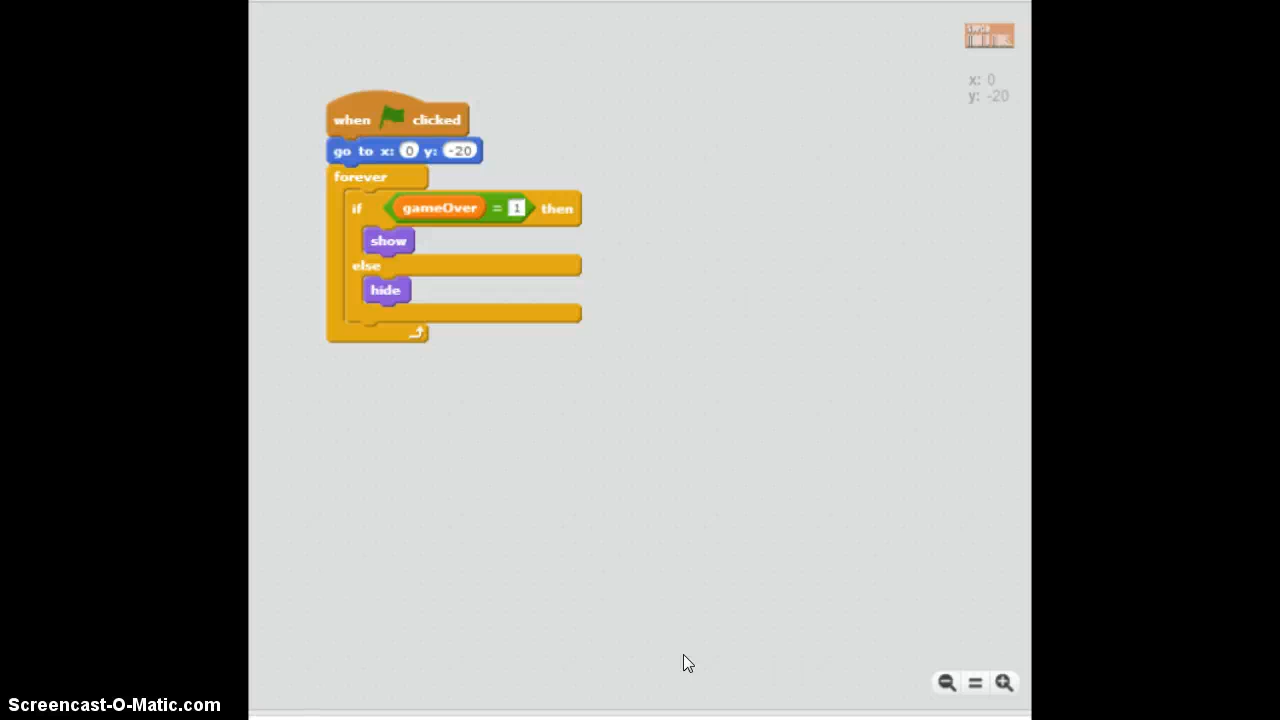 when clicked
x: 0
y: -20
go to x: 0 y: -20
forever
if gameOver = 1 then
show
else
hide
Screencast-O-Matic.com